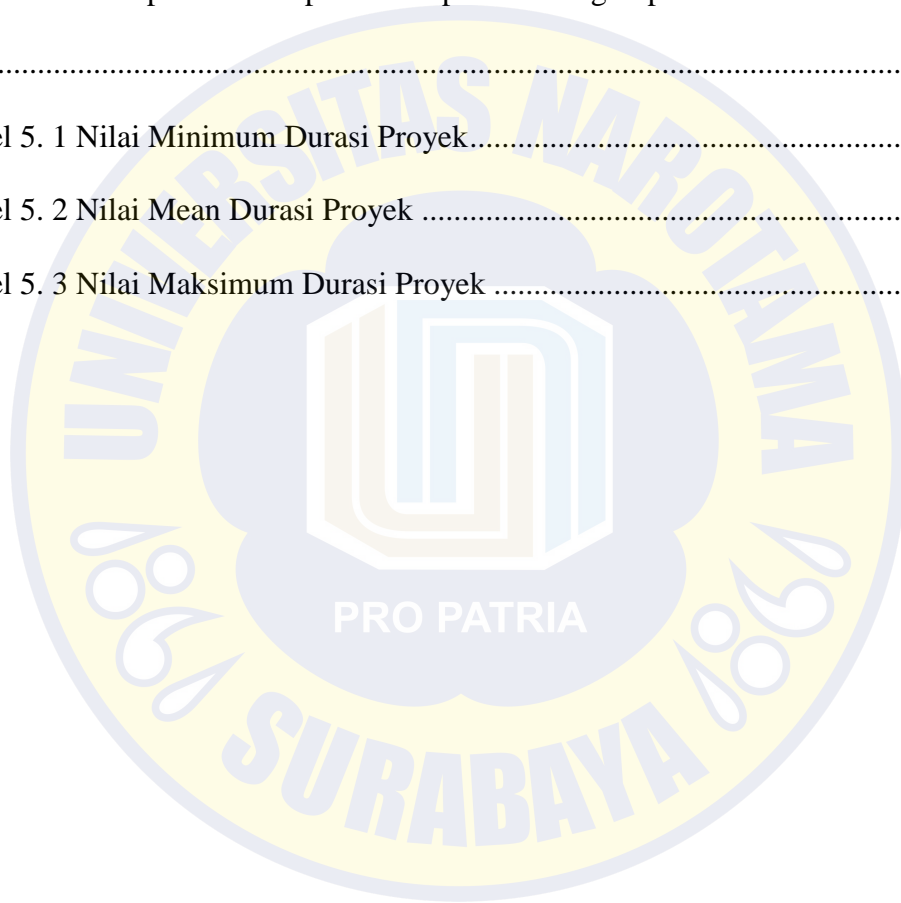 ........................................................................................................................
el 5. 1 Nilai Minimum Durasi Proyek......................................................
el 5. 2 Nilai Mean Durasi Proyek ............................................................
el 5. 3 Nilai Maksimum Durasi Proyek ...................................................
UNIVERSITAS NAROTAMA
PRO PATRIA
SURABAYA